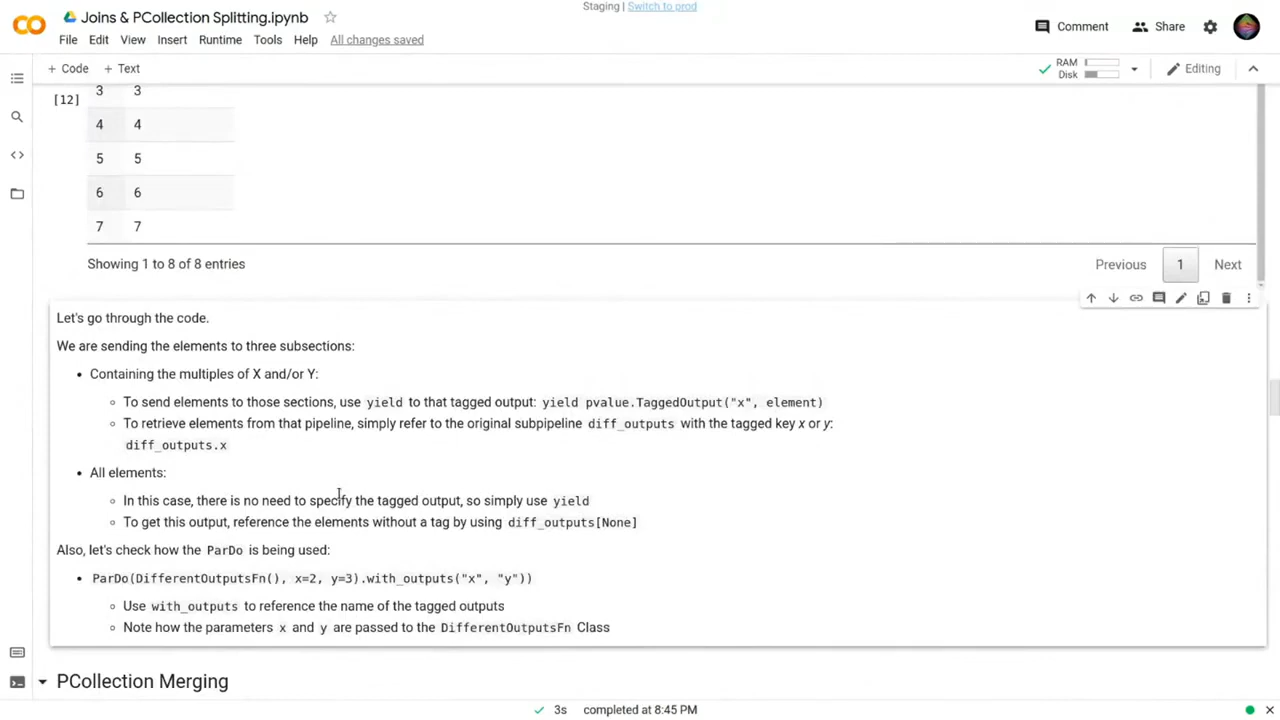 Staging | Switch to prod
Joins & PCollection Splitting.ipynb
Comment
Share
File Edit View Insert Runtime Tools Help All changes saved
+ Code + Text
RAM
Disk
Editing
[12]
3 3
4 4
5 5
6 6
7 7
Showing 1 to 8 of 8 entries
Previous 1 Next
Let's go through the code.
We are sending the elements to three subsections:
Containing the multiples of X and/or Y:
To send elements to those sections, use yield to that tagged output: yield pvalue.TaggedOutput("x", element)
To retrieve elements from that pipeline, simply refer to the original subpipeline diff_outputs with the tagged key x or y:
diff_outputs.x
All elements:
In this case, there is no need to specify the tagged output, so simply use yield
To get this output, reference the elements without a tag by using diff_outputs[None]
Also, let's check how the ParDo is being used:
ParDo(DifferentOutputsFn(), x=2, y=3).with_outputs("x", "y"))
Use with_outputs to reference the name of the tagged outputs
Note how the parameters x and y are passed to the DifferentOutputsFn Class
PCollection Merging
3s completed at 8:45 PM